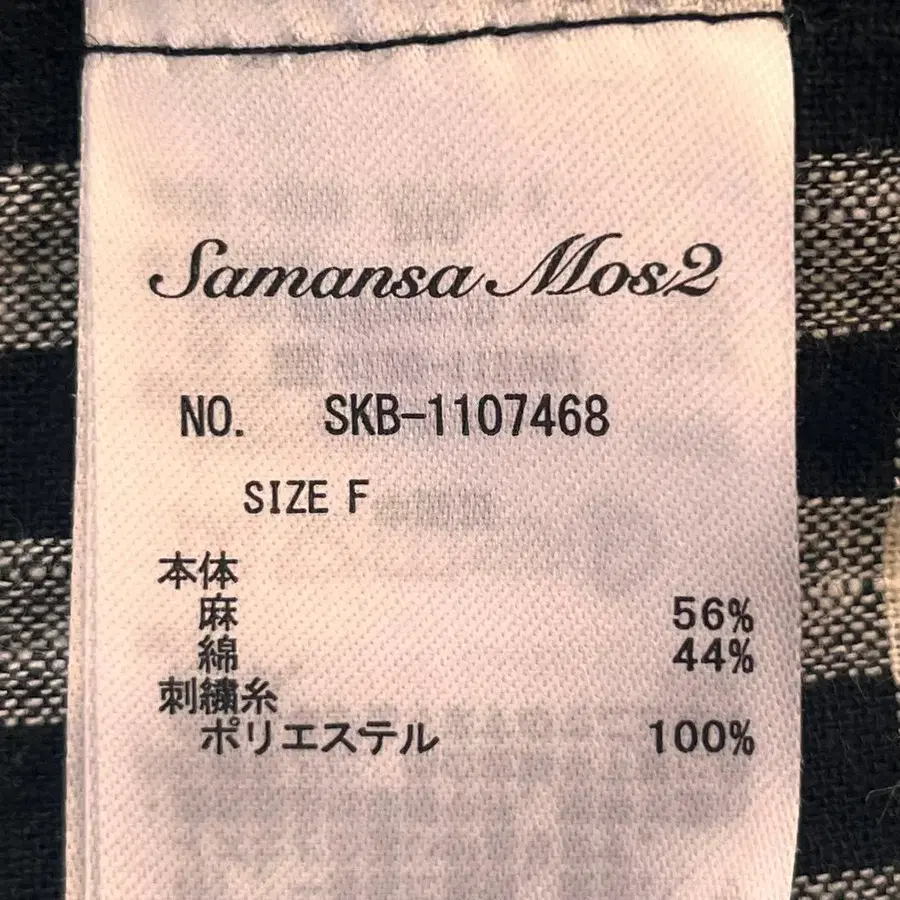 Samansa Mos2
NO. SKB-1107468
SIZE F
本体
麻 56%
綿 44%
刺繍糸
ポリエステル 100%